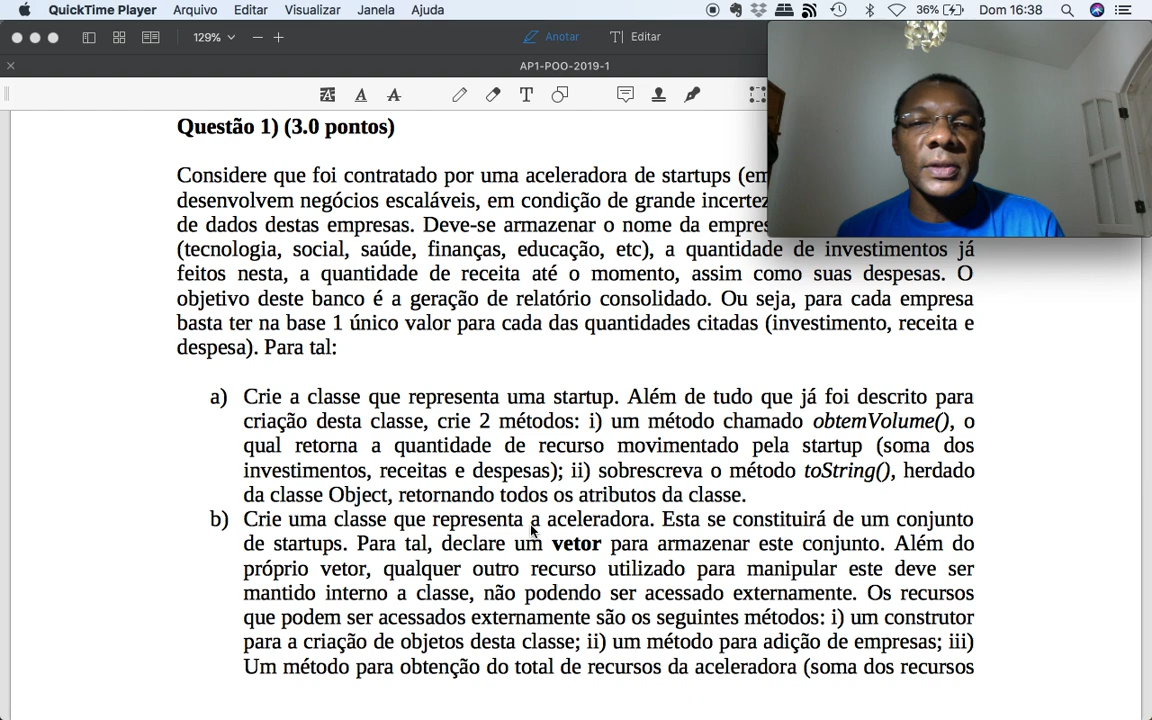 QuickTime Player Arquivo Editar Visualizar Janela Ajuda 36% Dom 16:38
129% Anotar Editar
AP1-POO-2019-1
Questão 1) (3.0 pontos)
Considere que foi contratado por uma aceleradora de startups
desenvolvem negócios escaláveis, em condição de grande
de dados destas empresas. Deve-se armazenar o nome da
(tecnologia, social, saúde, finanças, educação, etc), a quantidade de investimentos já
feitos nesta, a quantidade de receita até o momento, assim como suas despesas. O
objetivo deste banco é a geração de relatório consolidado. Ou seja, para cada empresa
basta ter na base 1 único valor para cada das quantidades citadas (investimento, receita e
despesa). Para tal:
a) Crie a classe que representa uma startup. Além de tudo que já foi descrito para
criação desta classe, crie 2 métodos: i) um método chamado obtemVolume(), o
qual retorna a quantidade de recurso movimentado pela startup (soma dos
investimentos, receitas e despesas); ii) sobrescreva o método toString(), herdado
da classe Object, retornando todos os atributos da classe.
b) Crie uma classe que representa a aceleradora. Esta se constituirá de um conjunto
de startups. Para tal, declare um vetor para armazenar este conjunto. Além do
próprio vetor, qualquer outro recurso utilizado para manipular este deve ser
mantido interno a classe, não podendo ser acessado externamente. Os recursos
que podem ser acessados externamente são os seguintes métodos: i) um construtor
para a criação de objetos desta classe; ii) um método para adição de empresas; iii)
Um método para obtenção do total de recursos da aceleradora (soma dos recursos